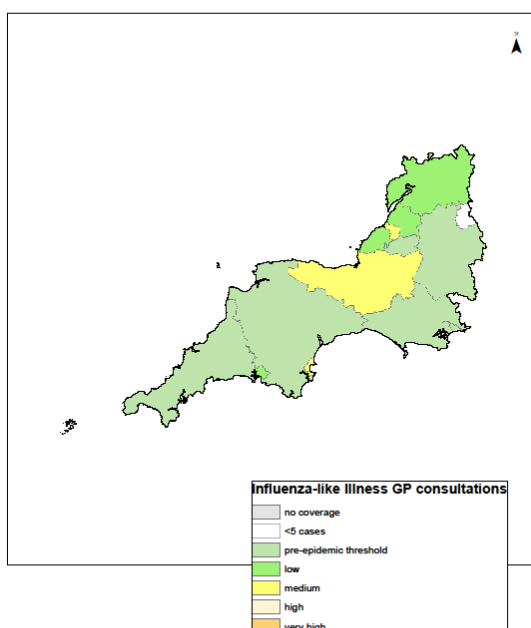 N
Influenza-like Illness GP consultations
no coverage
<5 cases
pre-epidemic threshold
low
medium
high
very high